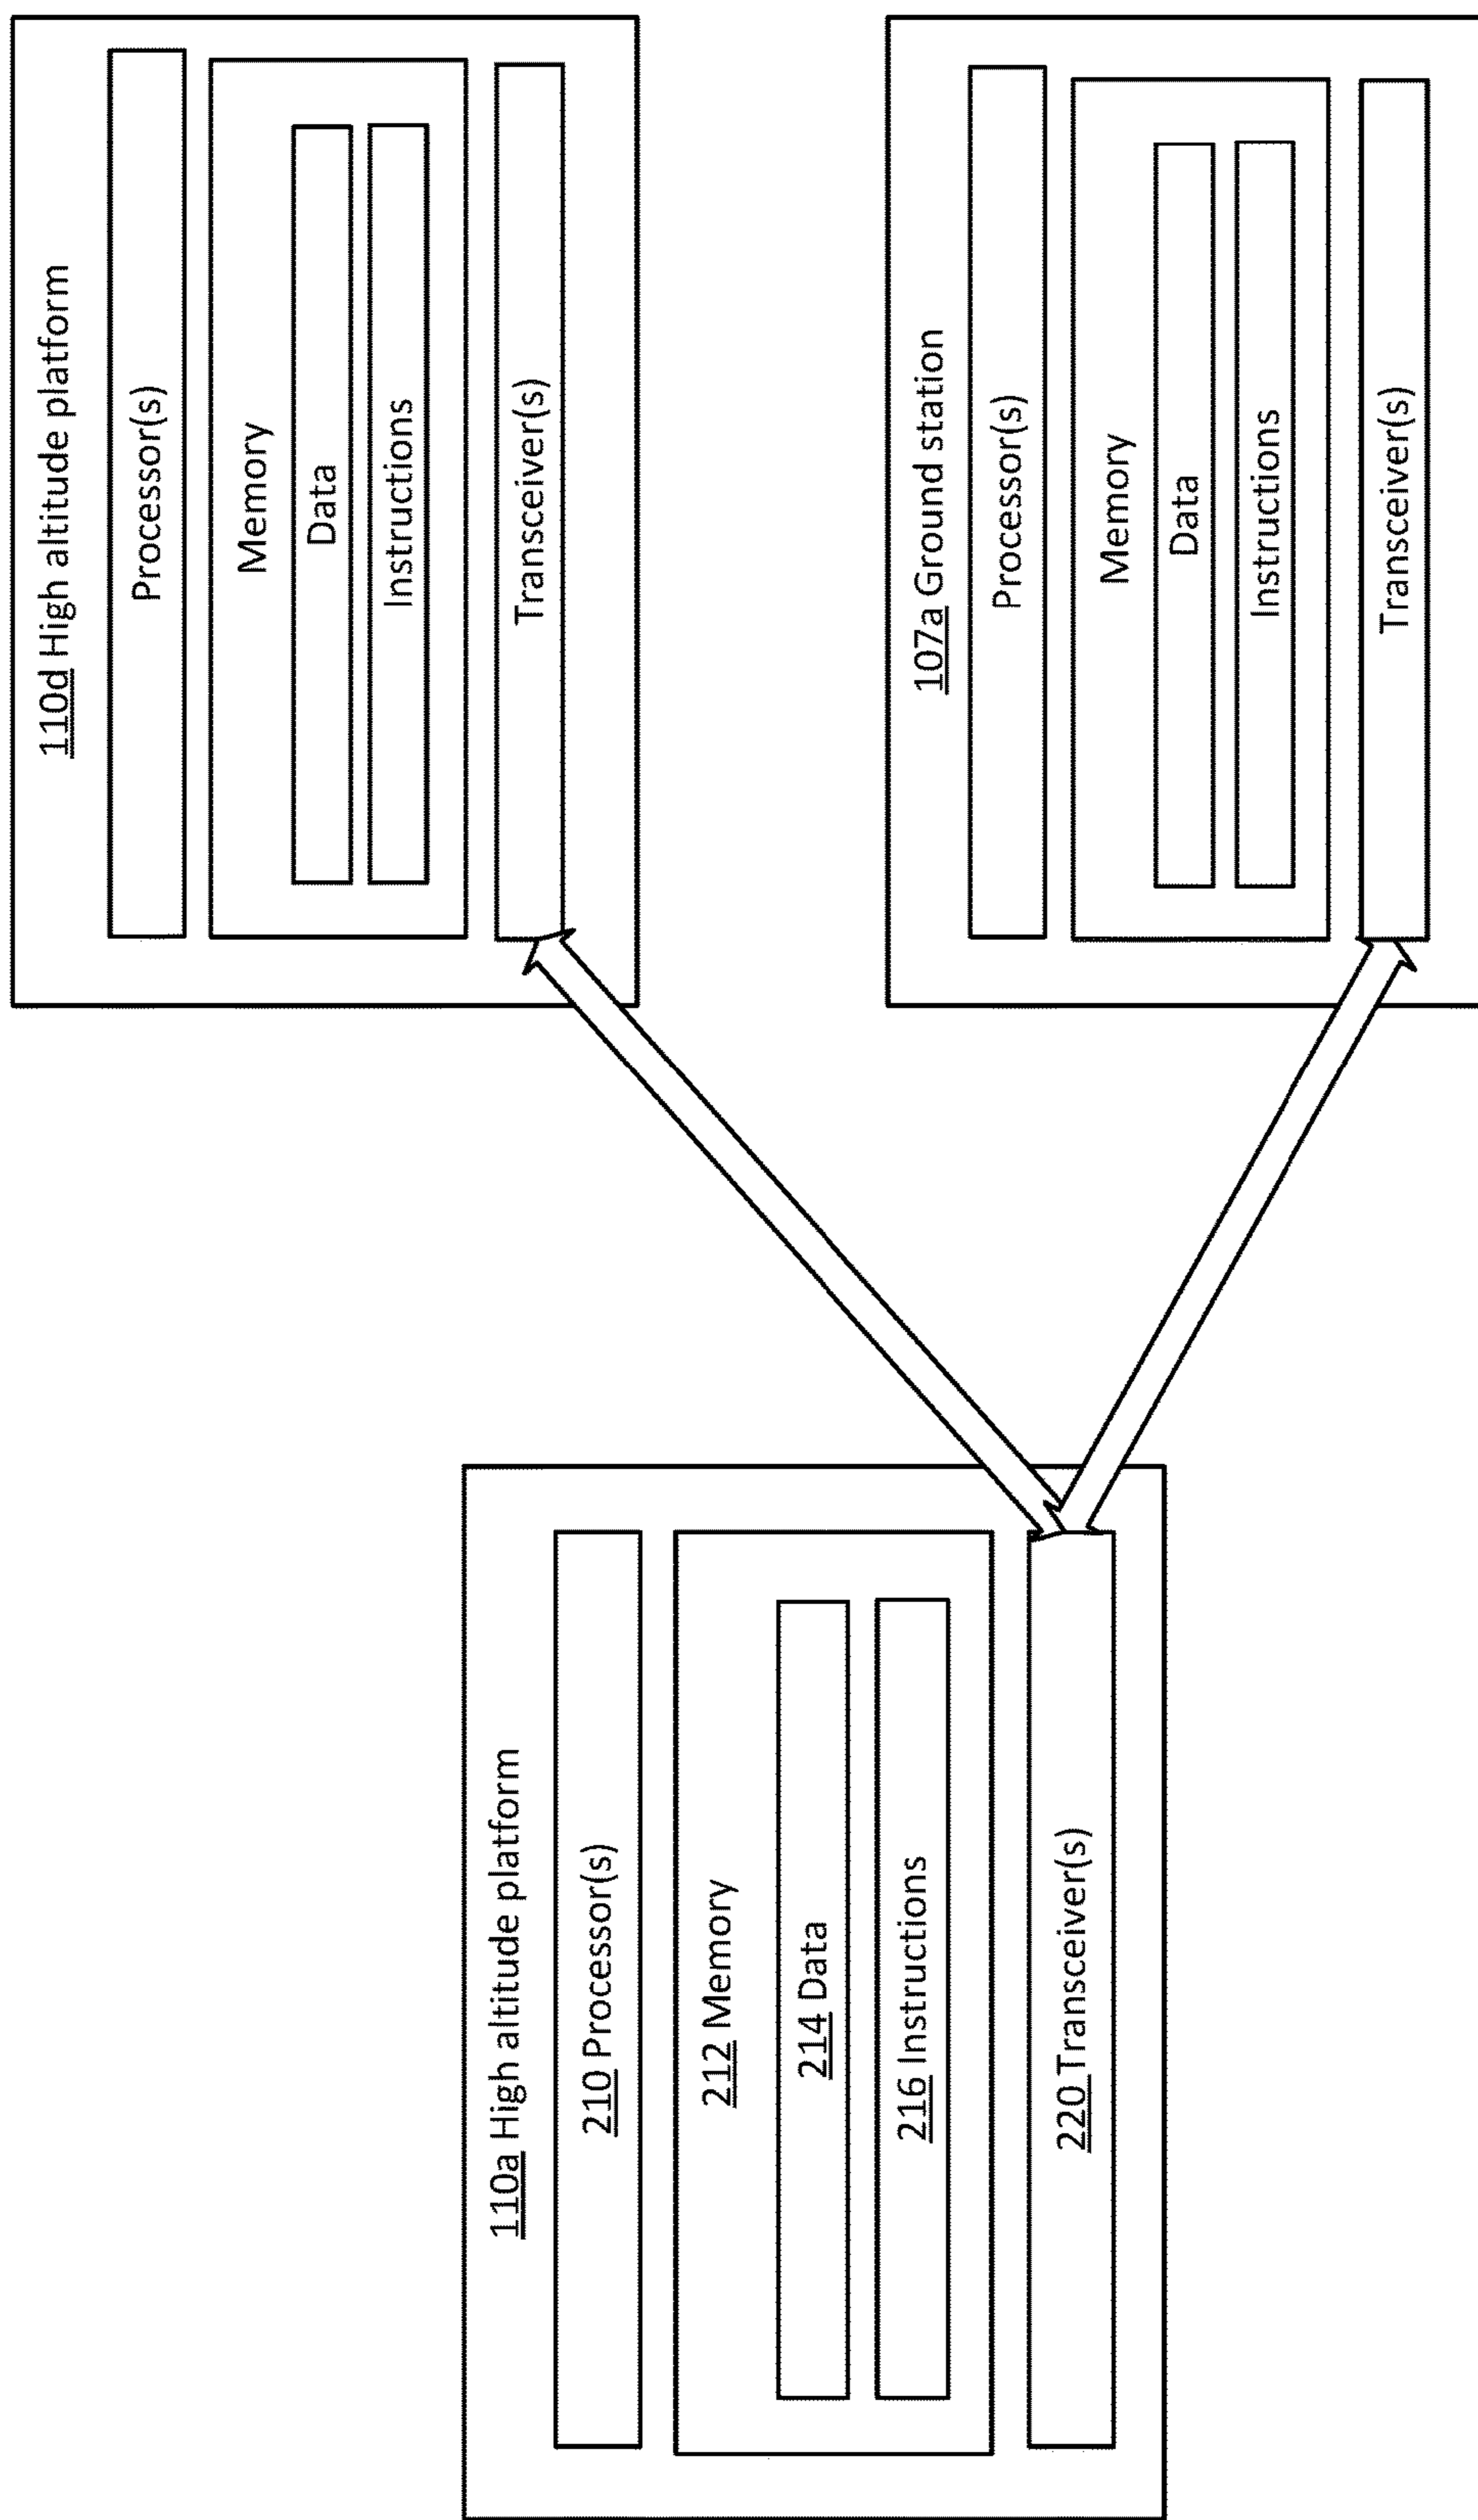 110a High altitude platform
210 Processor(s)
212 Memory
214 Data
216 Instructions
220 Transceiver(s)
110d High altitude platform
Processor(s)
Memory
Data
Instructions
Transceiver(s)
107a Ground station
Processor(s)
Memory
Data
Instructions
Transceiver(s)